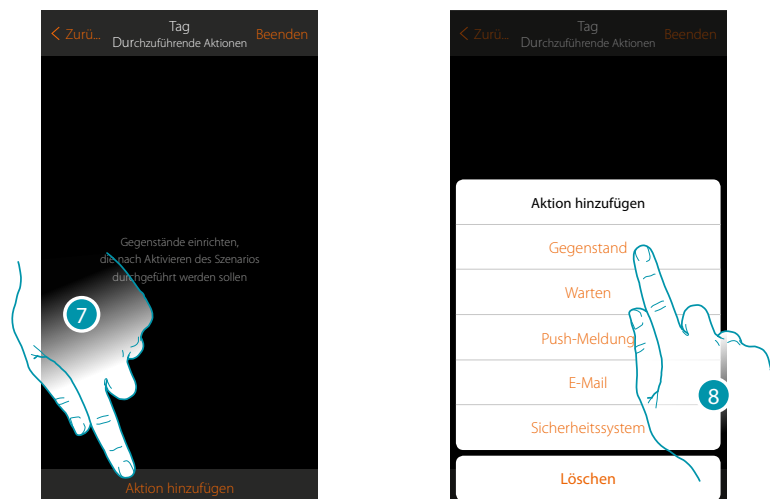 Zurü...
Tag
Durchzuführende Aktionen
Beenden
Gegenstände einrichten,
die nach Aktivieren des Szenarios
durchgeführt werden sollen
7
Aktion hinzufügen
Zurü...
Tag
Durchzuführende Aktionen
Beenden
Aktion hinzufügen
Gegenstand
Warten
Push-Meldung
E-Mail
Sicherheitssystem
8
Löschen